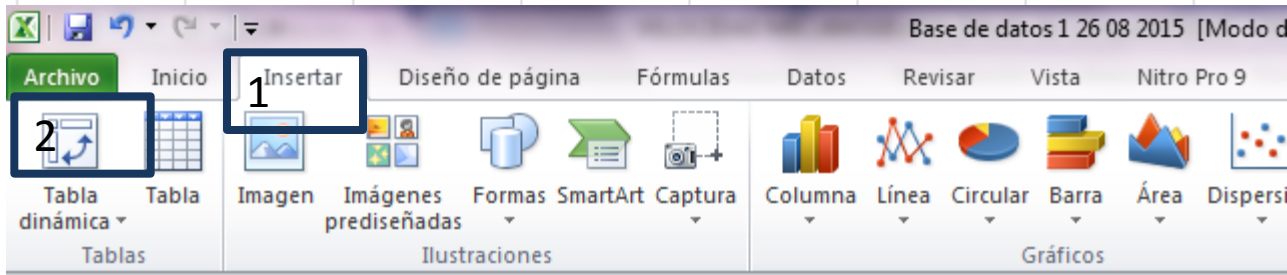 Base de datos 1 26 08 2015 [Modo d
Archivo Inicio Insertar Diseño de página Fórmulas Datos Revisar Vista Nitro Pro 9
1
2
Tabla dinámica Tabla Imagen Imágenes prediseñadas Formas SmartArt Captura Columna Línea Circular Barra Área Dispersi
Tablas Ilustraciones Gráficos